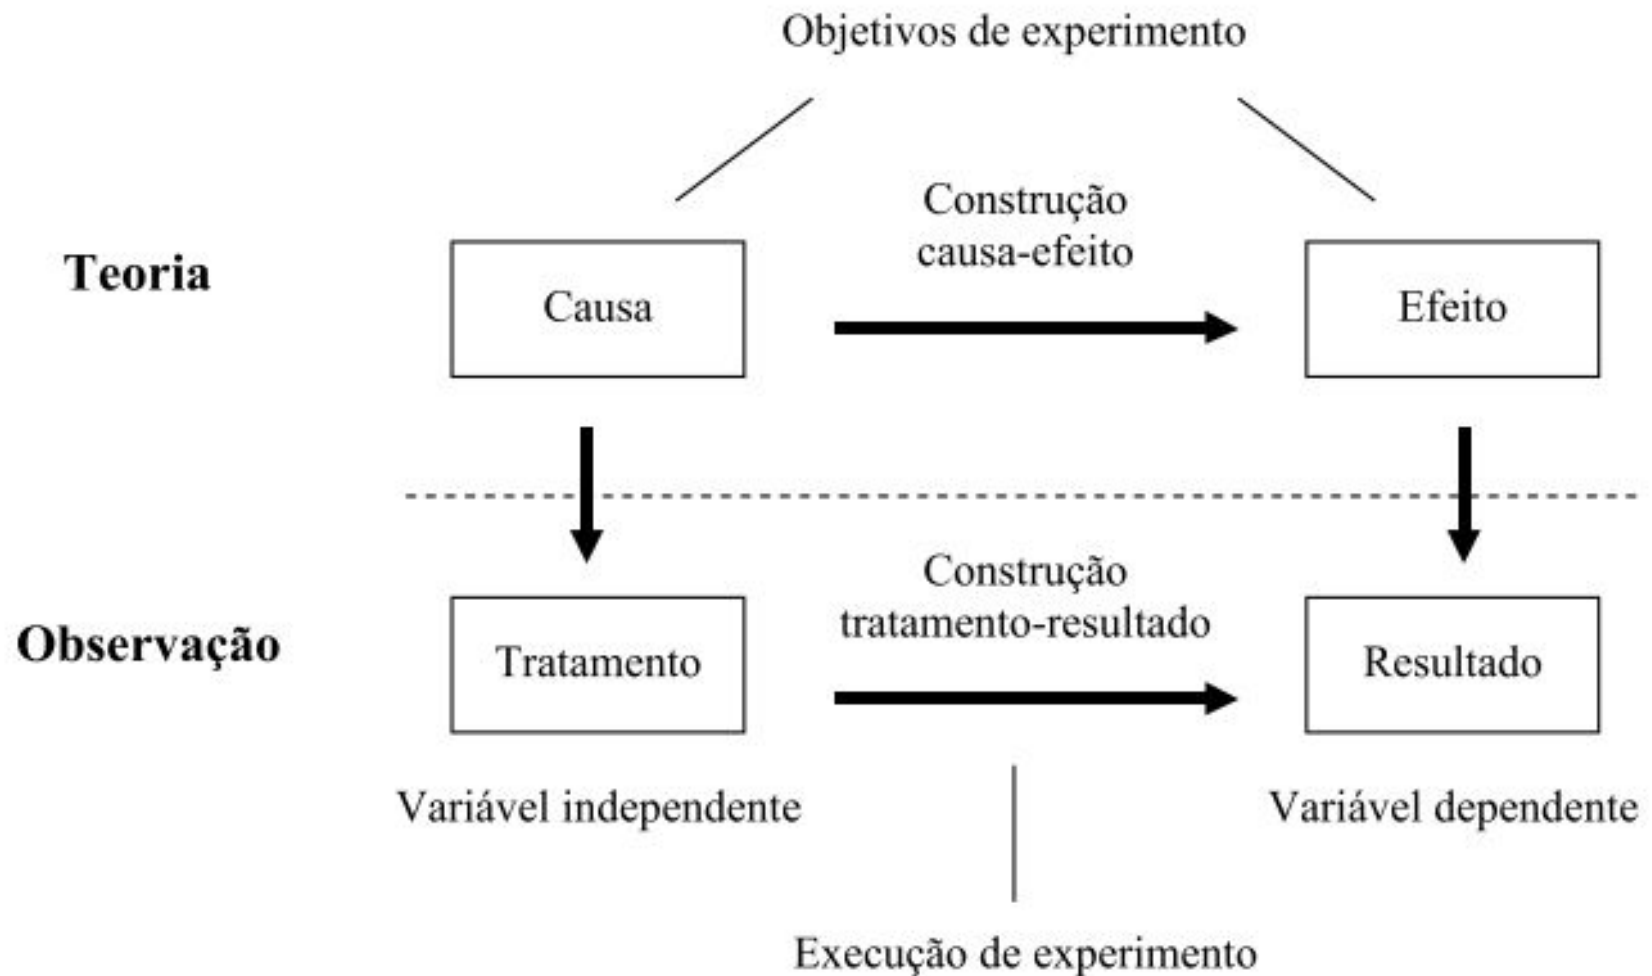 Objetivos de experimento
Construção
causa-efeito
Teoria
Causa
Efeito
Construção
tratamento-resultado
Observação
Tratamento
Resultado
Variável independente
Variável dependente
Execução de experimento